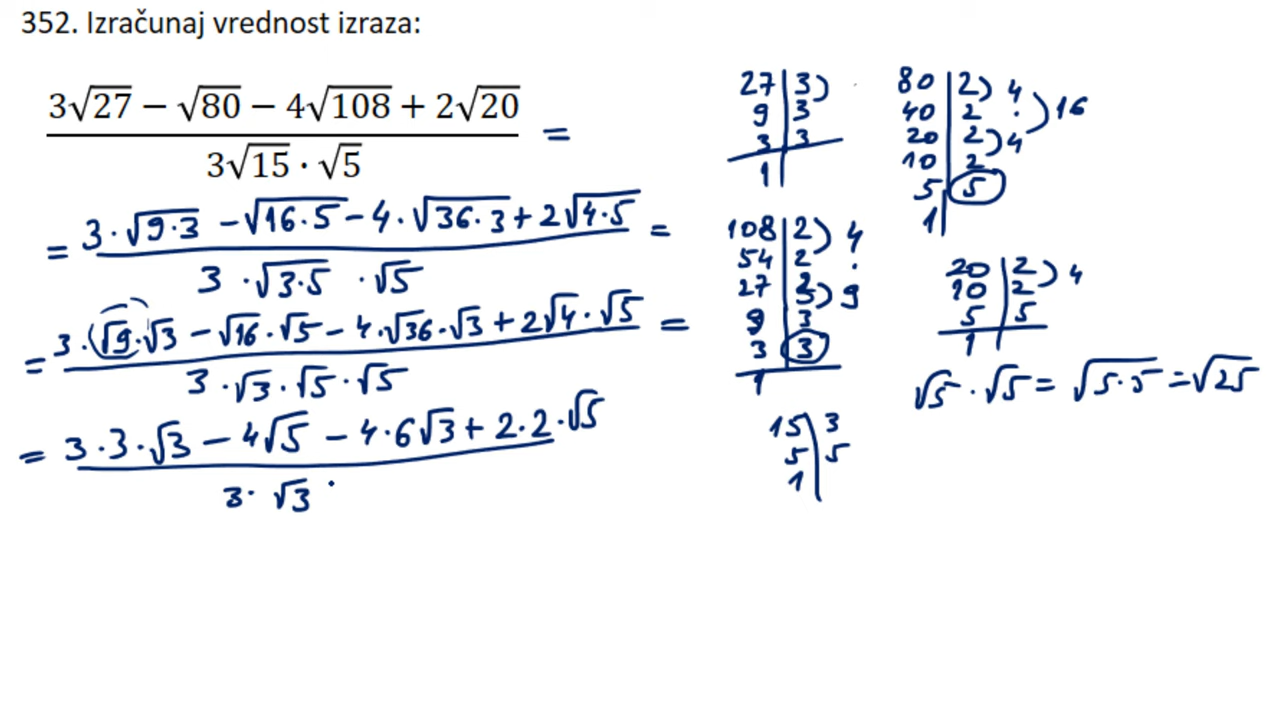 352. Izračunaj vrednost izraza:
3√27 − √80 − 4√108 + 2√20
3√15 · √5
=
= 3 · √9·3 − √16·5 − 4 · √36·3 + 2√4·5 =
3 · √3·5 · √5
= 3 · (√9 · √3 − √16 · √5 − 4 · √36 · √3 + 2√4 · √5 =
3 · √3 · √5 · √5
= 3 · 3 · √3 − 4√5 − 4 · 6√3 + 2 · 2 · √5
3 · √3 ·
27 | 3)
9 | 3
3 | 3
1 |
80 | 2) 4
40 | 2 · ) 16
20 | 2) 4
10 | 2
5 | 5
1 |
108 | 2) 4
54 | 2 ·
27 | 3) 9
9 | 3
3 | 3
1
20 | 2) 4
10 | 2
5 | 5
1 |
√5 · √5 = √5·5 = √25
15 | 3
5 | 5
1 |